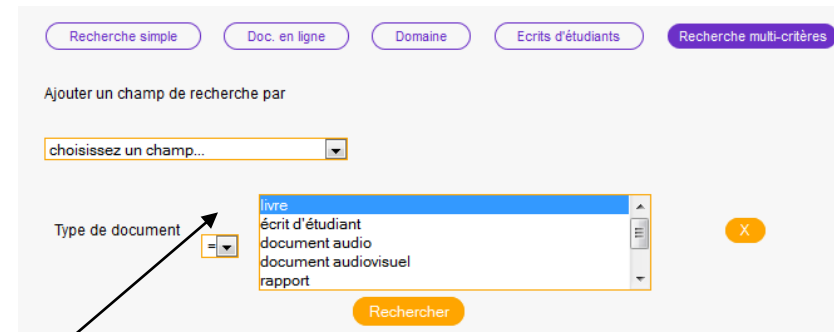 Recherche simple Doc. en ligne Domaine Ecrits d'étudiants Recherche multi-critères
Ajouter un champ de recherche par
choisissez un champ...
livre
écrit d’étudiant
Type de document = document audio X
document audiovisuel
rapport
Rechercher